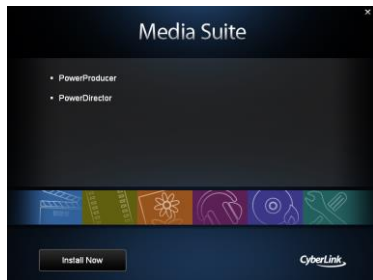 Media Suite
• PowerProducer
• PowerDirector
Install Now
CyberLink